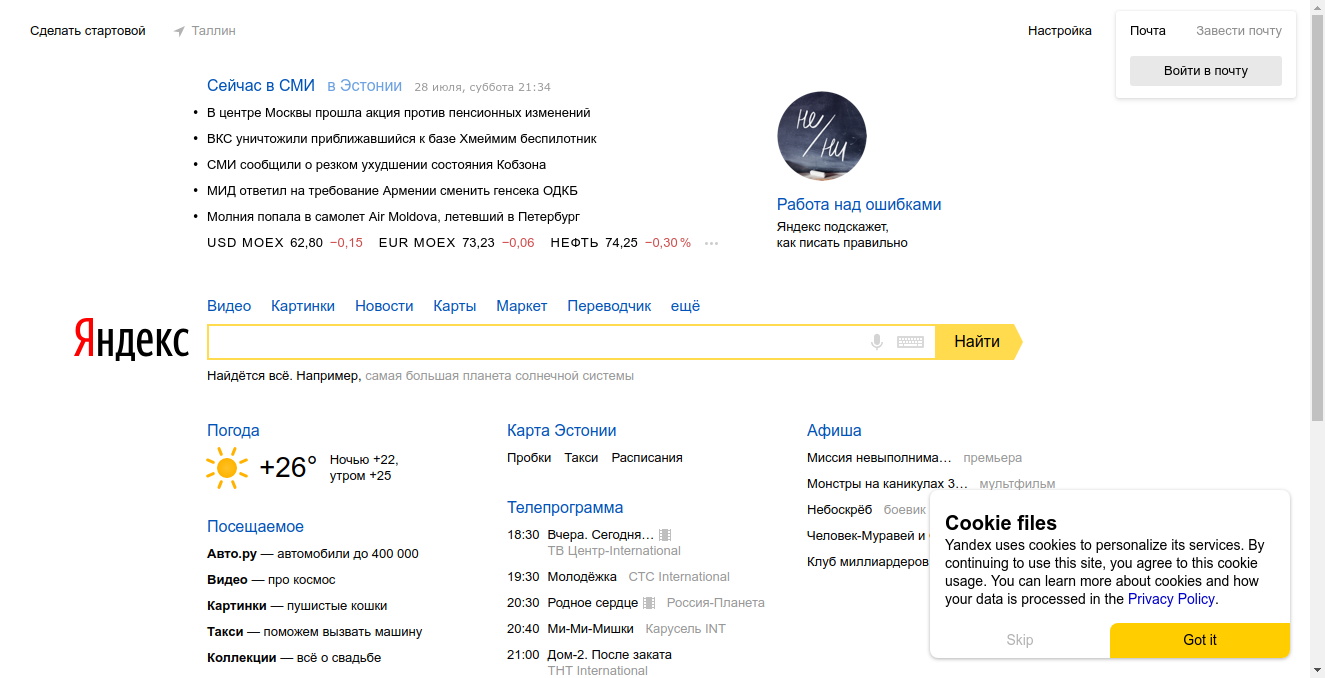 Сделать стартовой Таллин Настройка Почта Завести почту
Войти в почту
Сейчас в СМИ в Эстонии 28 июля, суббота 21:34
• В центре Москвы прошла акция против пенсионных изменений
• ВКС уничтожили приближавшийся к базе Хмеймим беспилотник
• СМИ сообщили о резком ухудшении состояния Кобзона
• МИД ответил на требование Армении сменить генсека ОДКБ
• Молния попала в самолет Air Moldova, летевший в Петербург
USD MOEX 62,80 −0,15 EUR MOEX 73,23 −0,06 НЕФТЬ 74,25 −0,30 % •••
не/ни
Работа над ошибками
Яндекс подскажет,
как писать правильно
Видео Картинки Новости Карты Маркет Переводчик ещё
Яндекс Найти
Найдётся всё. Например, самая большая планета солнечной системы
Погода
+26° Ночью +22,
утром +25
Посещаемое
Авто.ру — автомобили до 400 000
Видео — про космос
Картинки — пушистые кошки
Такси — поможем вызвать машину
Коллекции — всё о свадьбе
Карта Эстонии
Пробки Такси Расписания
Телепрограмма
18:30 Вчера. Сегодня…
ТВ Центр-International
19:30 Молодёжка СТС International
20:30 Родное сердце Россия-Планета
20:40 Ми-Ми-Мишки Карусель INT
21:00 Дом-2. После заката
ТНТ International
Афиша
Миссия невыполнима… премьера
Монстры на каникулах 3… мультфильм
Небоскрёб боевик
Человек-Муравей и
Клуб миллиардеров
Cookie files
Yandex uses cookies to personalize its services. By
continuing to use this site, you agree to this cookie
usage. You can learn more about cookies and how
your data is processed in the Privacy Policy.
Skip Got it